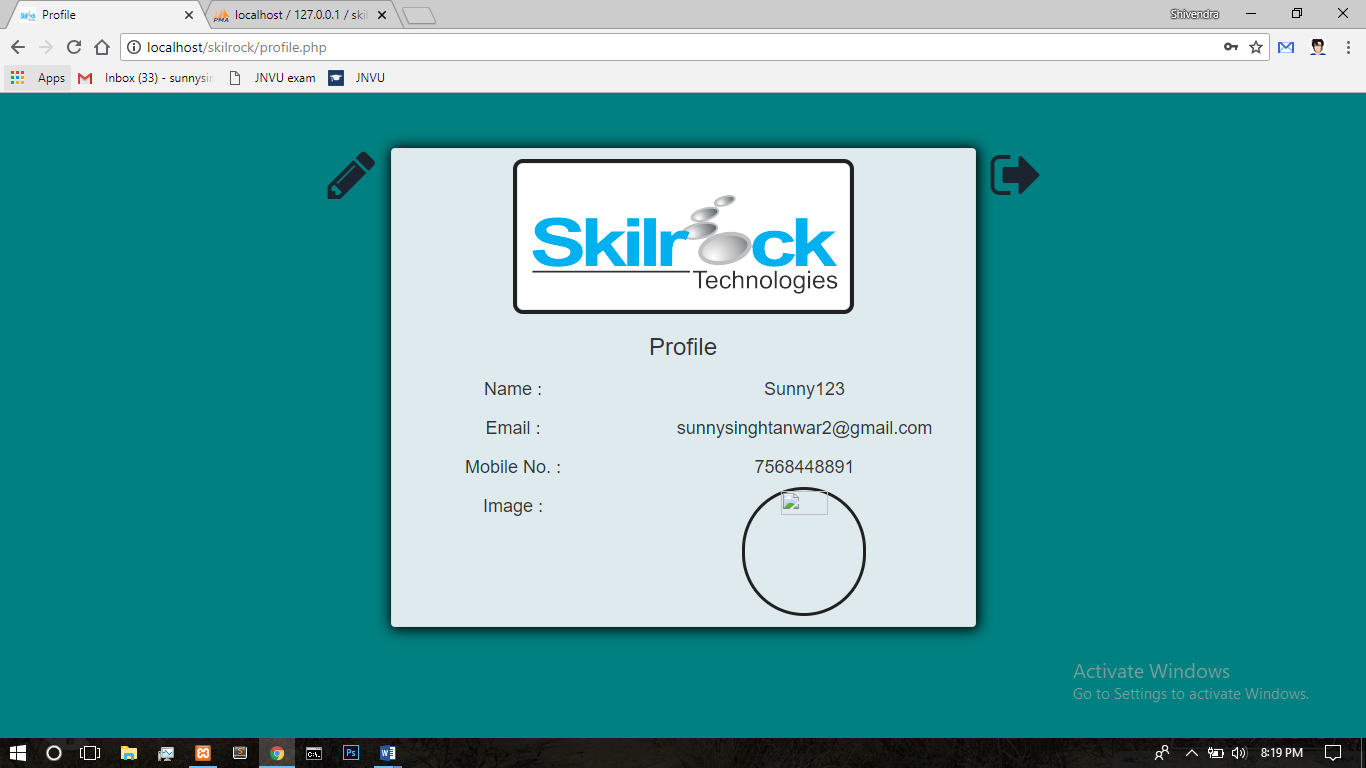 Profile
localhost / 127.0.0.1 / skil
Shivendra
localhost/skilrock/profile.php
Apps
Inbox (33) - sunnysin
JNVU exam
JNVU
Skilrock
Technologies
Profile
Name : Sunny123
Email : sunnysinghtanwar2@gmail.com
Mobile No. : 7568448891
Image :
Activate Windows
Go to Settings to activate Windows.
8:19 PM